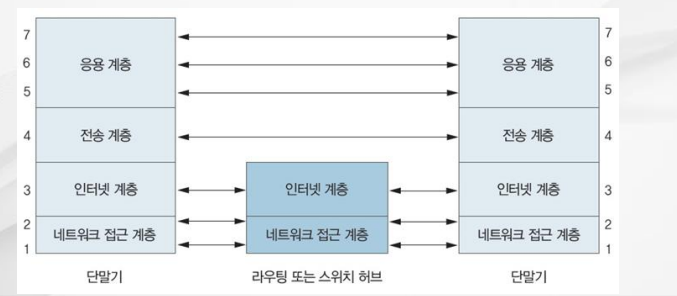 7
6
5
4
3
2
1
응용 계층
전송 계층
인터넷 계층
네트워크 접근 계층
단말기
인터넷 계층
네트워크 접근 계층
라우팅 또는 스위치 허브
응용 계층
전송 계층
인터넷 계층
네트워크 접근 계층
단말기
7
6
5
4
3
2
1